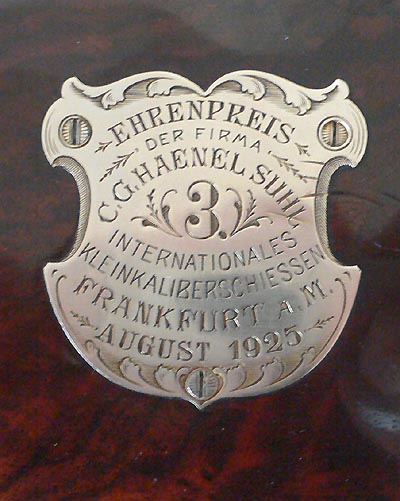 EHRENPREIS
DER FIRMA
C.G.HAENEL, SUHL
3.
INTERNATIONALES
KLEINKALIBERSCHIESSEN
FRANKFURT A. M.
AUGUST 1925